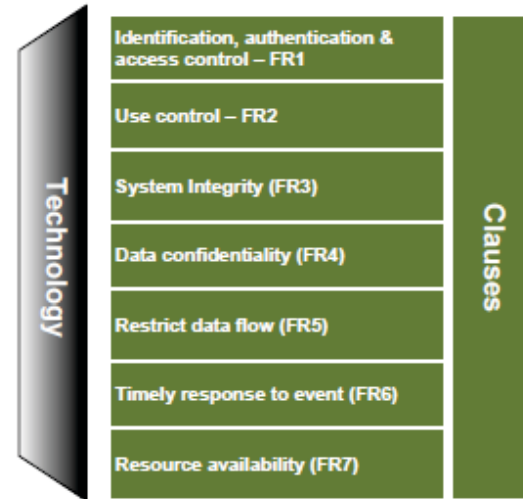 Technology
Identification, authentication &
access control – FR1
Use control – FR2
System Integrity (FR3)
Data confidentiality (FR4)
Restrict data flow (FR5)
Timely response to event (FR6)
Resource availability (FR7)
Clauses